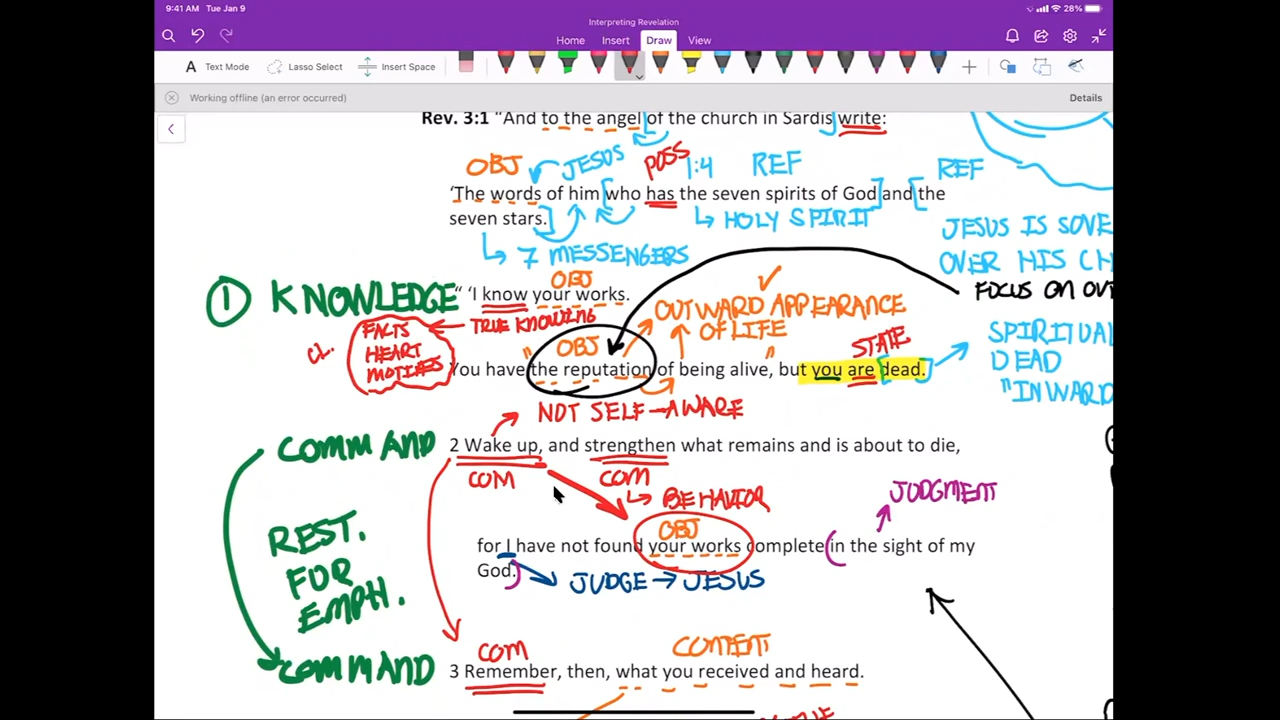 9:41 AM Tue Jan 9
28%
Interpreting Revelation
Home Insert Draw View
Text Mode Lasso Select Insert Space
Working offline (an error occurred) Details
Rev. 3:1 "And to the angel of the church in Sardis write:
OBJ JESUS POSS 1:4 REF REF
'The words of him who has the seven spirits of God and the
seven stars.
HOLY SPIRIT
7 MESSENGERS
JESUS IS SOVE
OVER HIS CH
FOCUS ON OV
OBJ
① KNOWLEDGE
" 'I know your works.
OUTWARD APPEARANCE
OF LIFE
TRUE KNOWING
FACTS
HEART
MOTIVES
OBJ
STATE
SPIRITUAL
DEAD
"INWARD
You have the reputation of being alive, but you are dead.
NOT SELF-AWARE
COMMAND
2 Wake up, and strengthen what remains and is about to die,
COM COM
BEHAVIOR
JUDGMENT
REST.
FOR
EMPH.
OBJ
for I have not found your works complete in the sight of my
God.
JUDGE → JESUS
COM
CONTENT
COMMAND
3 Remember, then, what you received and heard.